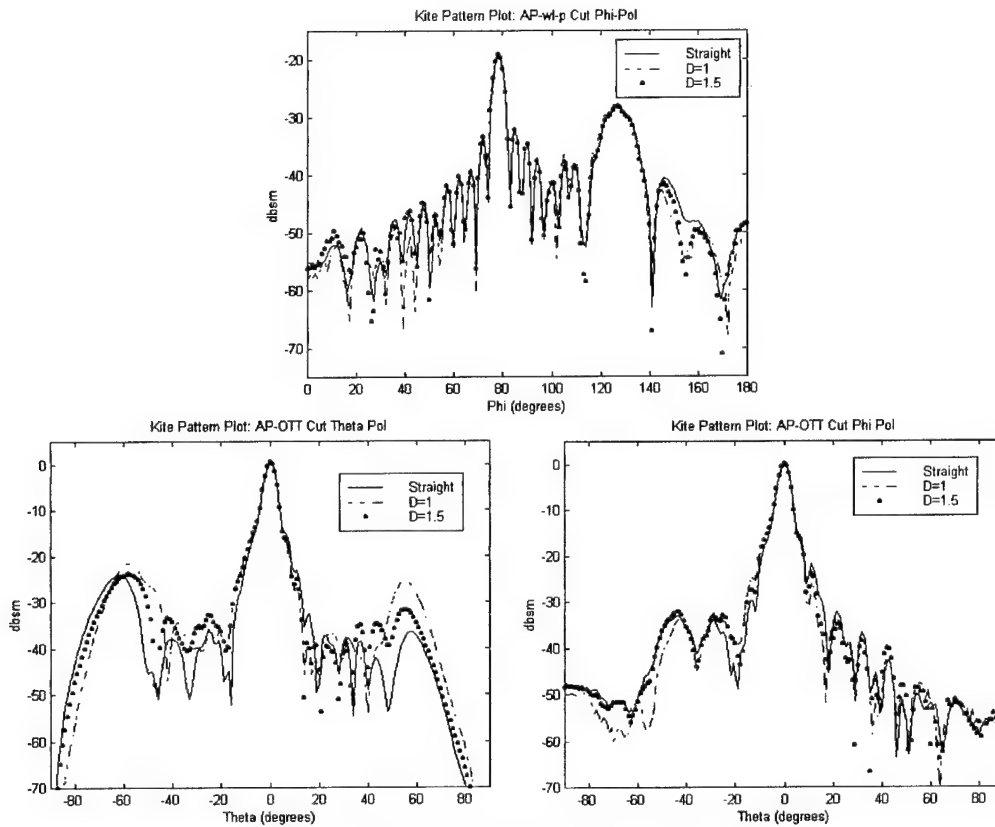 Kite Pattern Plot: AP-wl-p Cut Phi-Pol
Straight
D=1
D=1.5
dbsm
-20
-30
-40
-50
-60
-70
0 20 40 60 80 100 120 140 160 180
Phi (degrees)
Kite Pattern Plot: AP-OTT Cut Theta Pol
Straight
D=1
D=1.5
dbsm
0
-10
-20
-30
-40
-50
-60
-70
-80 -60 -40 -20 0 20 40 60 80
Theta (degrees)
Kite Pattern Plot: AP-OTT Cut Phi Pol
Straight
D=1
D=1.5
dbsm
0
-10
-20
-30
-40
-50
-60
-70
-80 -60 -40 -20 0 20 40 60 80
Theta (degrees)